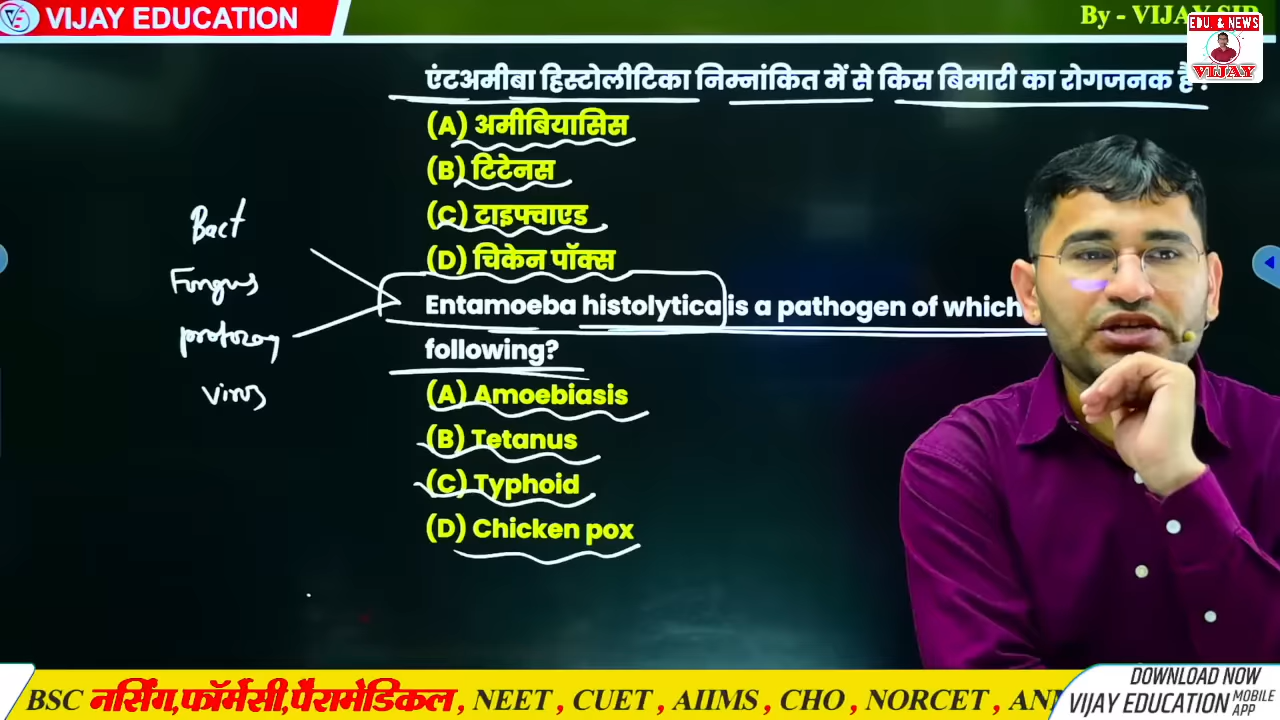 VIJAY EDUCATION
By - VIJAY SIR
EDU. & NEWS
VIJAY
एंटअमीबा हिस्टोलीटिका निम्नांकित में से किस बिमारी का रोगजनक है ?
(A) अमीबियासिस
(B) टिटेनस
(C) टाइफ्वाएड
(D) चिकेन पॉक्स
Bact
Fungus
protozoa
virus
Entamoeba histolytica is a pathogen of which
following?
(A) Amoebiasis
(B) Tetanus
(C) Typhoid
(D) Chicken pox
BSC नर्सिंग,फॉर्मेसी,पैरामेडिकल , NEET , CUET , AIIMS , CHO , NORCET ,
DOWNLOAD NOW
VIJAY EDUCATION MOBILE APP